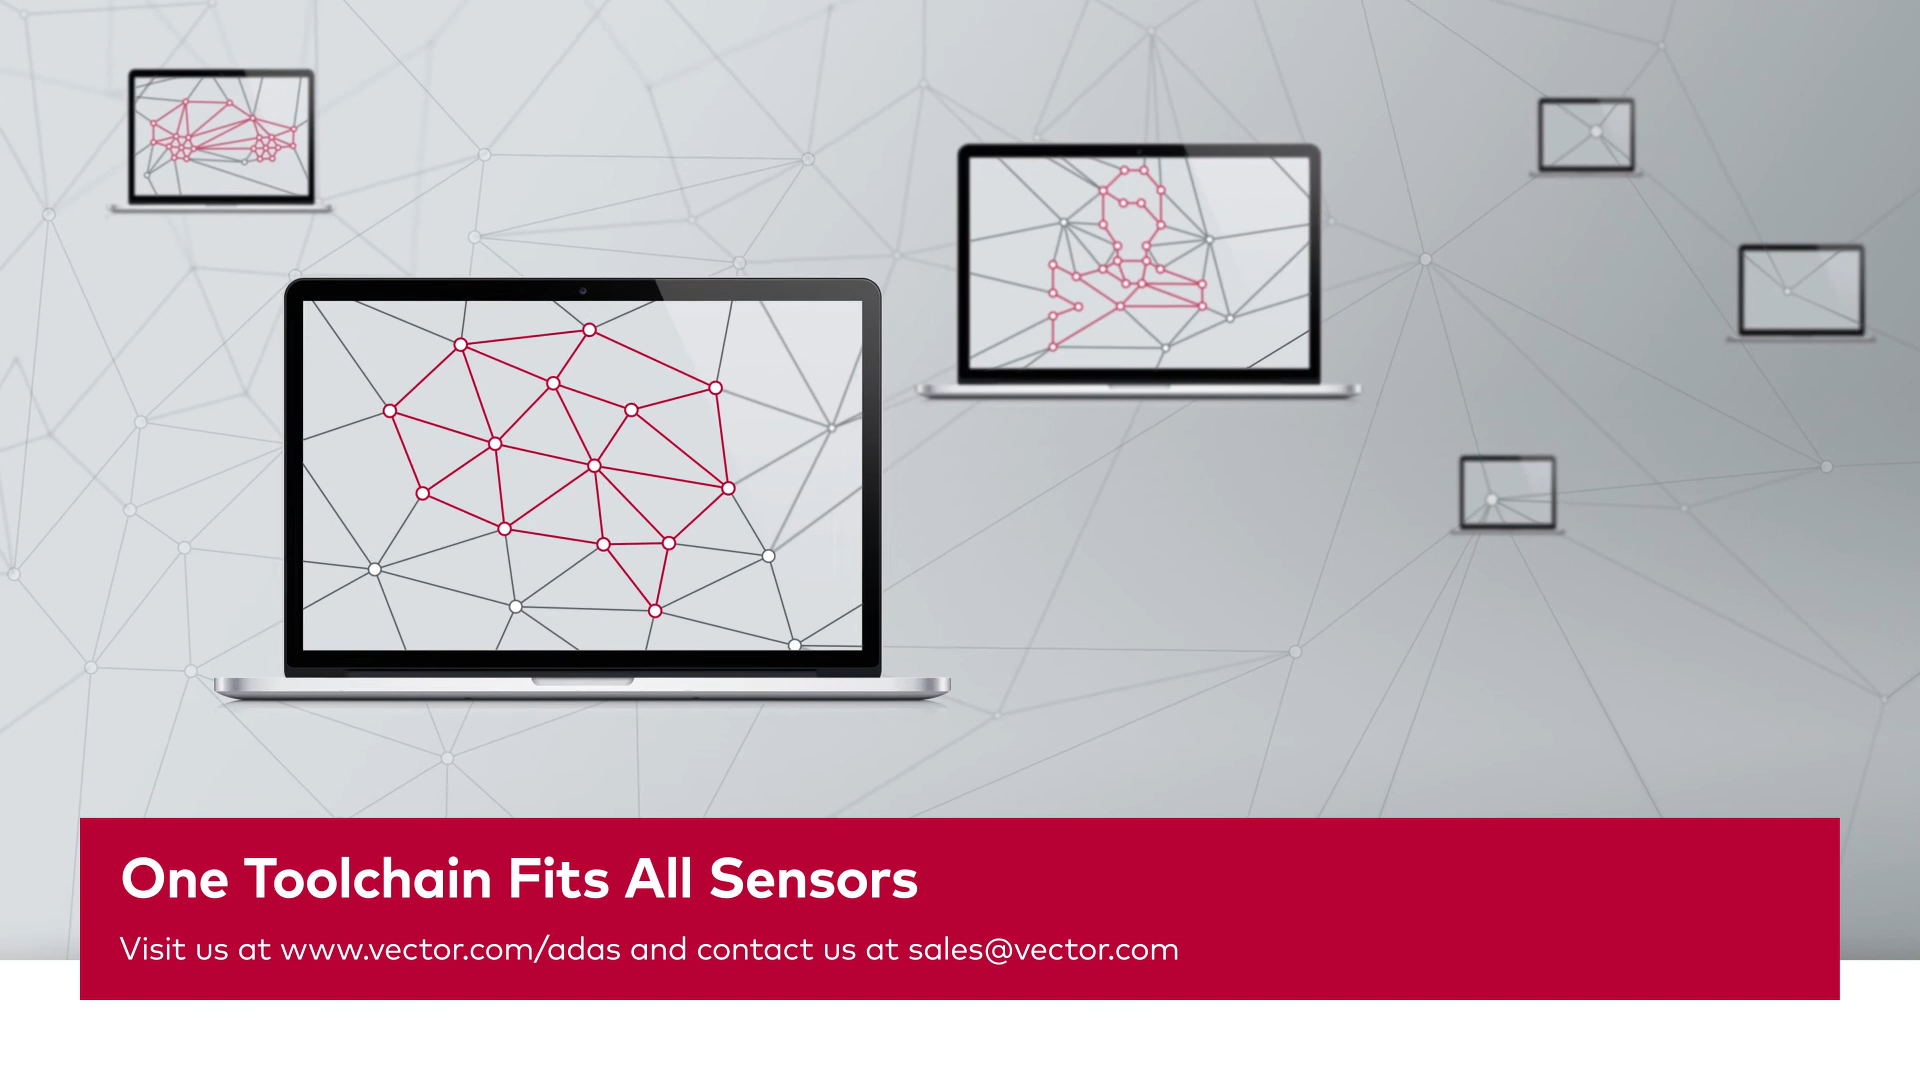 One Toolchain Fits All Sensors
Visit us at www.vector.com/adas and contact us at sales@vector.com